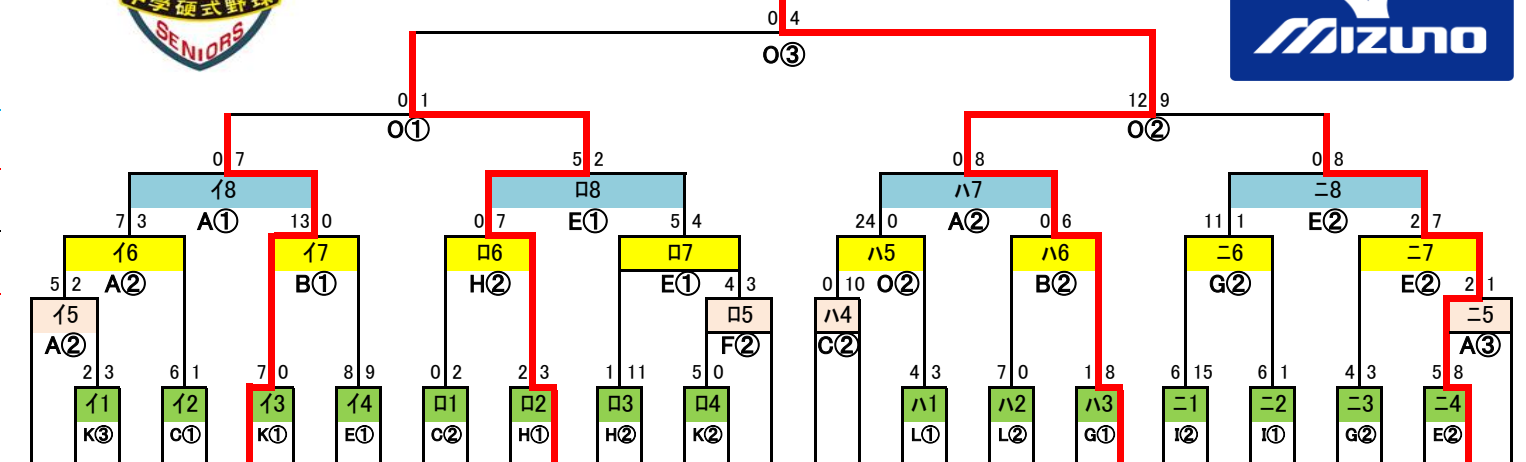 中学硬式野球
SENIORS
MIZUNO
0 4
O③
0 1
12 9
O① O②
0 7
5 2
0 8
0 8
イ8 ロ8 ハ7 ニ8
A① E① A② E②
7 3
13 0
0 7
5 4
24 0
0 6
11 1
2 7
イ6 イ7 ロ6 ロ7 ハ5 ハ6 ニ6 ニ7
A② B① H② E① O② B② G② E②
5 2
4 3
0 10
2 1
イ5 ロ5 ハ4 ニ5
A② F② C② A③
2 3
6 1
7 0
8 9
0 2
2 3
1 11
5 0
4 3
7 0
1 8
6 15
6 1
4 3
5 8
イ1 イ2 イ3 イ4 ロ1 ロ2 ロ3 ロ4 ハ1 ハ2 ハ3 ニ1 ニ2 ニ3 ニ4
K③ C① K① E① C② H① H② K② L① L② G① I② I① G② E②